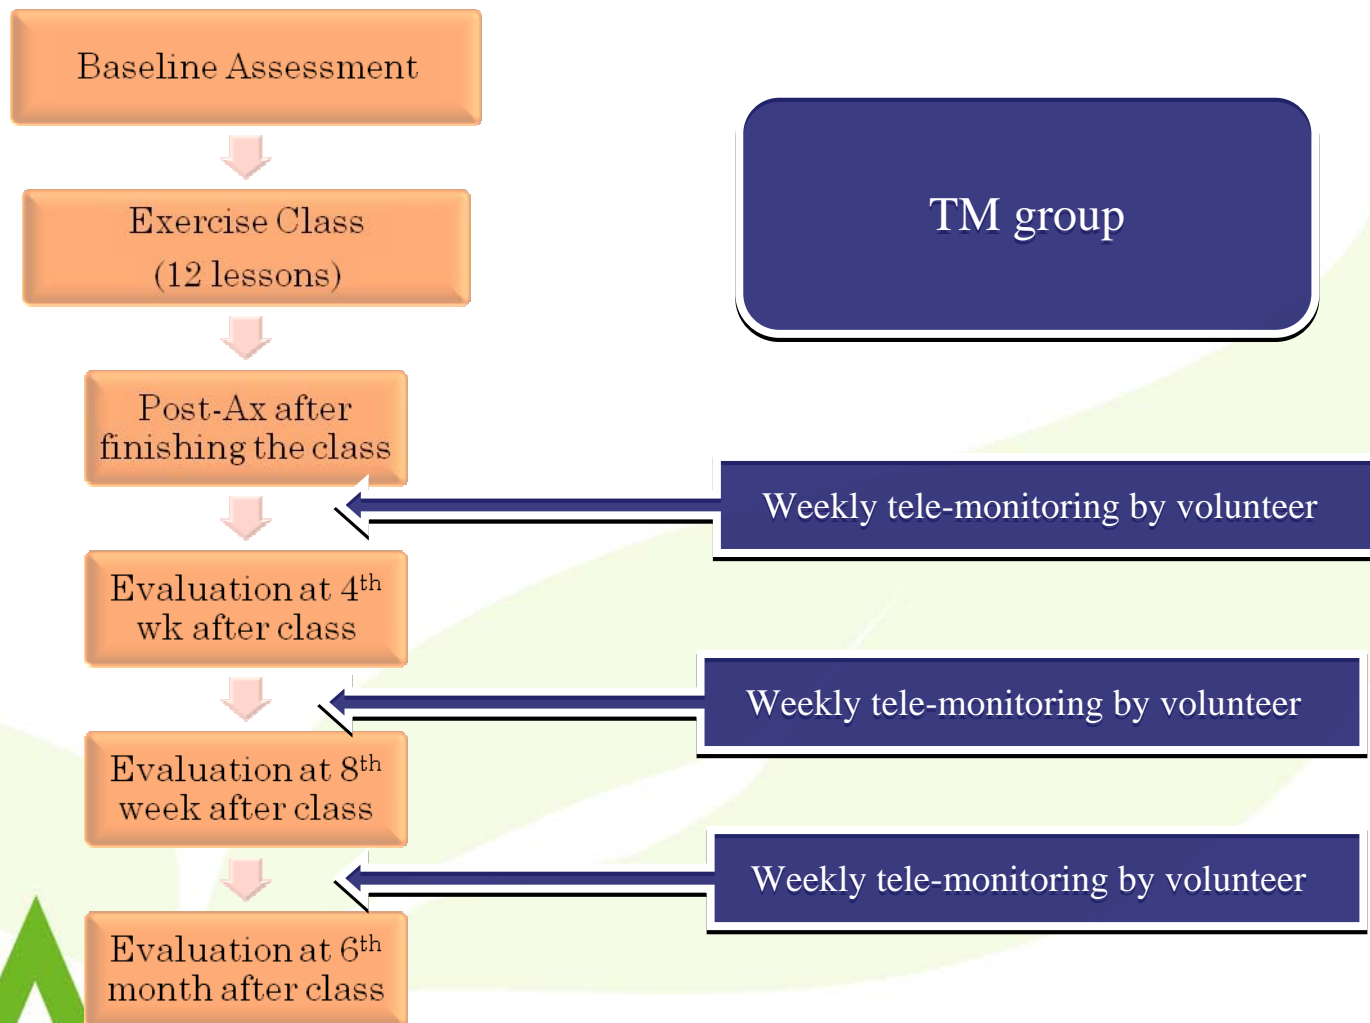 Baseline Assessment
TM group
Exercise Class
(12 lessons)
Post-Ax after
finishing the class
Weekly tele-monitoring by volunteer
Evaluation at 4th
wk after class
Weekly tele-monitoring by volunteer
Evaluation at 8th
week after class
Weekly tele-monitoring by volunteer
Evaluation at 6th
month after class